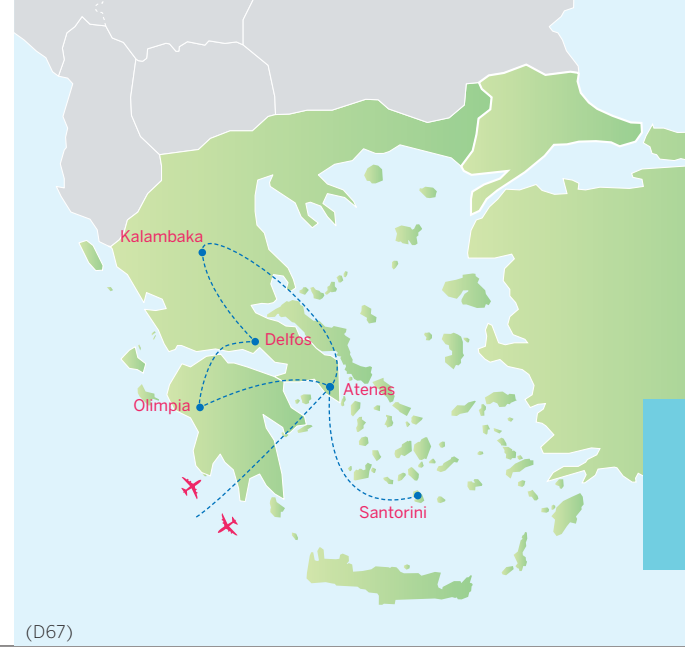 Kalambaka
Delfos
Atenas
Olimpia
Santorini
(D67)